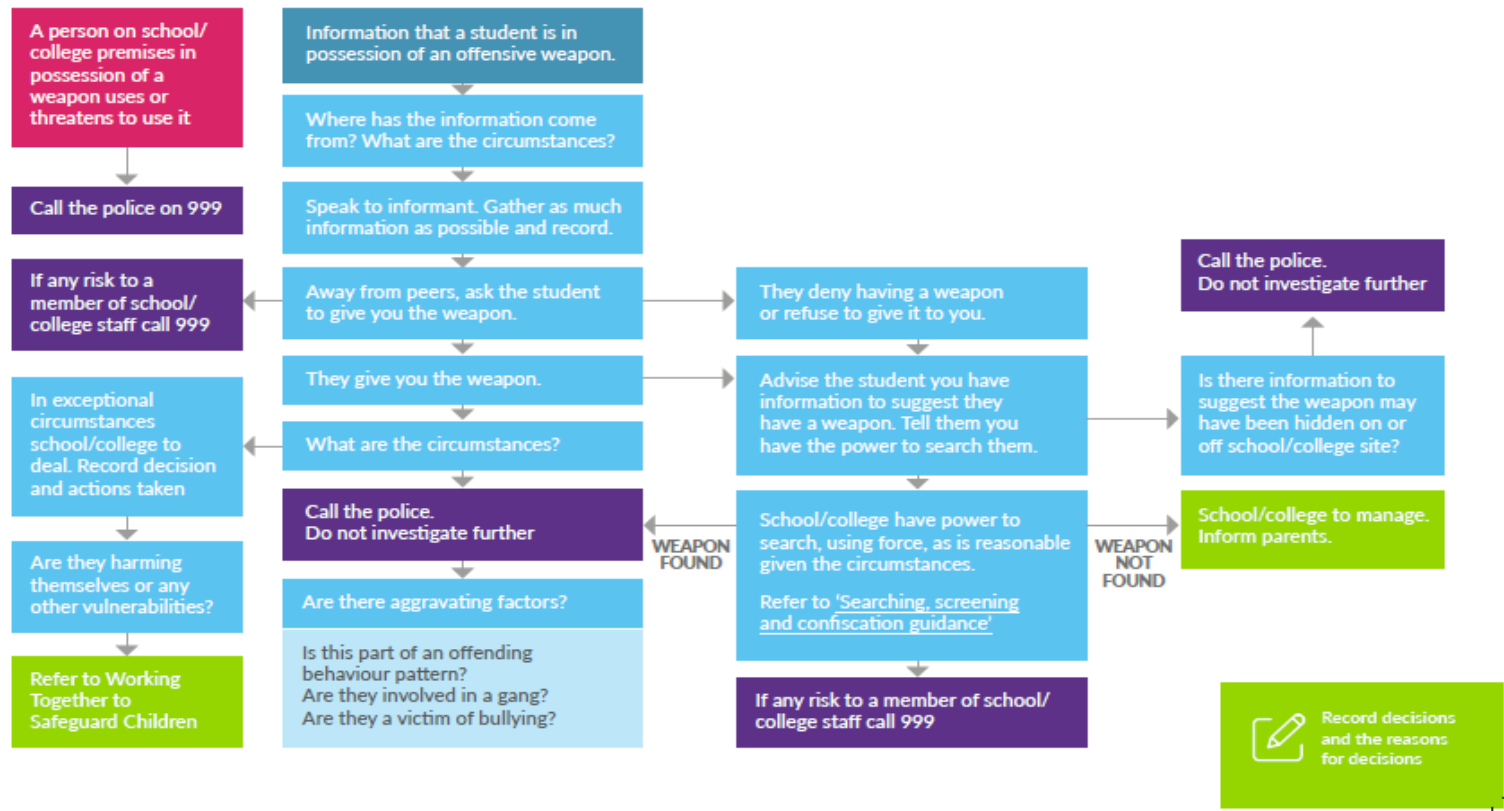 A person on school/
college premises in
possession of a
weapon uses or
threatens to use it
Call the police on 999
If any risk to a
member of school/
college staff call 999
In exceptional
circumstances
school/college to
deal. Record decision
and actions taken
Are they harming
themselves or any
other vulnerabilities?
Refer to Working
Together to
Safeguard Children
Information that a student is in
possession of an offensive weapon.
Where has the information come
from? What are the circumstances?
Speak to informant. Gather as much
information as possible and record.
Away from peers, ask the student
to give you the weapon.
They give you the weapon.
What are the circumstances?
Call the police.
Do not investigate further
Are there aggravating factors?
Is this part of an offending
behaviour pattern?
Are they involved in a gang?
Are they a victim of bullying?
They deny having a weapon
or refuse to give it to you.
Advise the student you have
information to suggest they
have a weapon. Tell them you
have the power to search them.
WEAPON
FOUND
School/college have power to
search, using force, as is reasonable
given the circumstances.
Refer to ‘Searching, screening
and confiscation guidance’
WEAPON
NOT
FOUND
If any risk to a member of school/
college staff call 999
Call the police.
Do not investigate further
Is there information to
suggest the weapon may
have been hidden on or
off school/college site?
School/college to manage.
Inform parents.
Record decisions
and the reasons
for decisions